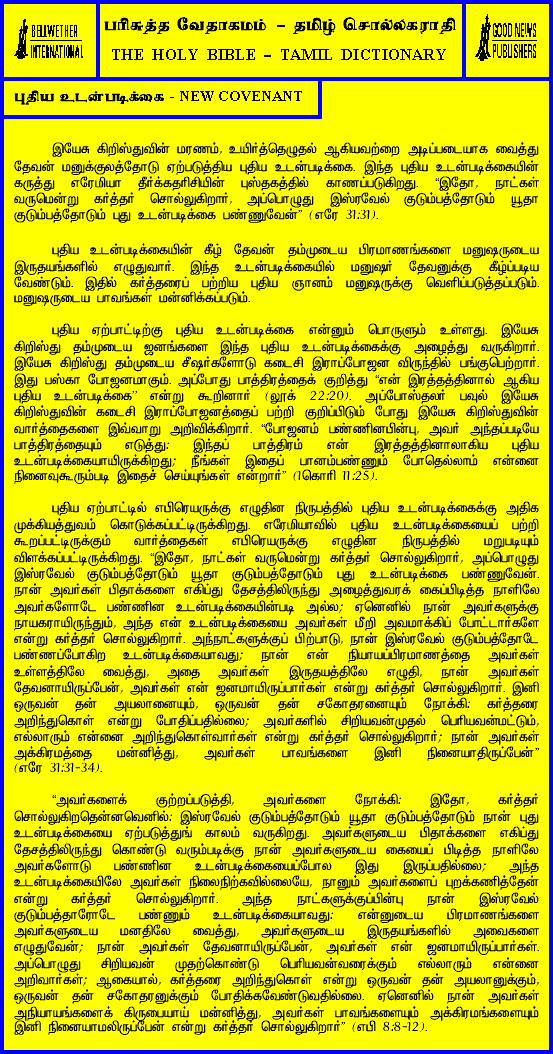 BELLWETHER
INTERNATIONAL
பரிசுத்த வேதாகமம் – தமிழ் சொல்லகராதி
THE HOLY BIBLE – TAMIL DICTIONARY
GOOD NEWS
PUBLISHERS
புதிய உடன்படிக்கை - NEW COVENANT
இயேசு கிறிஸ்துவின் மரணம், உயிர்த்தெழுதல் ஆகியவற்றை அடிப்படையாக வைத்து
தேவன் மனுக்குலத்தோடு ஏற்படுத்திய புதிய உடன்படிக்கை. இந்த புதிய உடன்படிக்கையின்
கருத்து எரேமியா தீர்க்கதரிசியின் புஸ்தகத்தில் காணப்படுகிறது. “இதோ, நாட்கள்
வருமென்று கர்த்தர் சொல்லுகிறார், அப்பொழுது இஸ்ரவேல் குடும்பத்தோடும் யூதா
குடும்பத்தோடும் புது உடன்படிக்கை பண்ணுவேன்” (எரே 31:31).
புதிய உடன்படிக்கையின் கீழ் தேவன் தம்முடைய பிரமாணங்களை மனுஷருடைய
இருதயங்களில் எழுதுவார். இந்த உடன்படிக்கையில் மனுஷர் தேவனுக்கு கீழ்ப்படிய
வேண்டும். இதில் கர்த்தரைப் பற்றிய புதிய ஞானம் மனுஷருக்கு வெளிப்படுத்தப்படும்.
மனுஷருடைய பாவங்கள் மன்னிக்கப்படும்.
புதிய ஏற்பாட்டிற்கு புதிய உடன்படிக்கை என்னும் பொருளும் உள்ளது. இயேசு
கிறிஸ்து தம்முடைய ஜனங்களை இந்த புதிய உடன்படிக்கைக்கு அழைத்து வருகிறார்.
இயேசு கிறிஸ்து தம்முடைய சீஷர்களோடு கடைசி இராப்போஜன விருந்தில் பங்குபெற்றார்.
இது பஸ்கா போஜனமாகும். அப்போது பாத்திரத்தைக் குறித்து “என் இரத்தத்தினால் ஆகிய
புதிய உடன்படிக்கை” என்று கூறினார் (லூக் 22:20). அப்போஸ்தலர் பவுல் இயேசு
கிறிஸ்துவின் கடைசி இராப்போஜனத்தைப் பற்றி குறிப்பிடும் போது இயேசு கிறிஸ்துவின்
வார்த்தைகளை இவ்வாறு அறிவிக்கிறார். “போஜனம் பண்ணினபின்பு, அவர் அந்தப்படியே
பாத்திரத்தையும் எடுத்து: இந்தப் பாத்திரம் என் இரத்தத்தினாலாகிய புதிய
உடன்படிக்கையாயிருக்கிறது; நீங்கள் இதைப் பானம்பண்ணும் போதெல்லாம் என்னை
நினைவுகூரும்படி இதைச் செய்யுங்கள் என்றார்” (1கொரி 11:25).
புதிய ஏற்பாட்டில் எபிரெயருக்கு எழுதின நிருபத்தில் புதிய உடன்படிக்கைக்கு அதிக
முக்கியத்துவம் கொடுக்கப்பட்டிருக்கிறது. எரேமியாவில் புதிய உடன்படிக்கையைப் பற்றி
கூறப்பட்டிருக்கும் வார்த்தைகள் எபிரெயருக்கு எழுதின நிருபத்தில் மறுபடியும்
விளக்கப்பட்டிருக்கிறது. “இதோ, நாட்கள் வருமென்று கர்த்தர் சொல்லுகிறார், அப்பொழுது
இஸ்ரவேல் குடும்பத்தோடும் யூதா குடும்பத்தோடும் புது உடன்படிக்கை பண்ணுவேன்.
நான் அவர்கள் பிதாக்களை எகிப்து தேசத்திலிருந்து அழைத்துவரக் கைப்பிடித்த நாளிலே
அவர்களோடே பண்ணின உடன்படிக்கையின்படி அல்ல; ஏனெனில் நான் அவர்களுக்கு
நாயகராயிருந்தும், அந்த என் உடன்படிக்கையை அவர்கள் மீறி அவமாக்கிப் போட்டார்களே
என்று கர்த்தர் சொல்லுகிறார். அந்நாட்களுக்குப் பிற்பாடு, நான் இஸ்ரவேல் குடும்பத்தோடே
பண்ணப்போகிற உடன்படிக்கையாவது; நான் என் நியாயப்பிரமாணத்தை அவர்கள்
உள்ளத்திலே வைத்து, அதை அவர்கள் இருதயத்திலே எழுதி, நான் அவர்கள்
தேவனாயிருப்பேன், அவர்கள் என் ஜனமாயிருப்பார்கள் என்று கர்த்தர் சொல்லுகிறார். இனி
ஒருவன் தன் அயலானையும், ஒருவன் தன் சகோதரனையும் நோக்கி: கர்த்தரை
அறிந்துகொள் என்று போதிப்பதில்லை; அவர்களில் சிறியவன்முதல் பெரியவன்மட்டும்,
எல்லாரும் என்னை அறிந்துகொள்வார்கள் என்று கர்த்தர் சொல்லுகிறார்; நான் அவர்கள்
அக்கிரமத்தை மன்னித்து, அவர்கள் பாவங்களை இனி நினையாதிருப்பேன்”
(எரே 31:31-34).
“அவர்களைக் குற்றப்படுத்தி, அவர்களை நோக்கி: இதோ, கர்த்தர்
சொல்லுகிறதென்னவெனில்: இஸ்ரவேல் குடும்பத்தோடும் யூதா குடும்பத்தோடும் நான் புது
உடன்படிக்கையை ஏற்படுத்துங் காலம் வருகிறது. அவர்களுடைய பிதாக்களை எகிப்து
தேசத்திலிருந்து கொண்டு வரும்படிக்கு நான் அவர்களுடைய கையைப் பிடித்த நாளிலே
அவர்களோடு பண்ணின உடன்படிக்கையைப்போல இது இருப்பதில்லை; அந்த
உடன்படிக்கையிலே அவர்கள் நிலைநிற்கவில்லையே, நானும் அவர்களைப் புறக்கணித்தேன்
என்று கர்த்தர் சொல்லுகிறார். அந்த நாட்களுக்குப்பின்பு நான் இஸ்ரவேல்
குடும்பத்தாரோடே பண்ணும் உடன்படிக்கையாவது: என்னுடைய பிரமாணங்களை
அவர்களுடைய மனதிலே வைத்து, அவர்களுடைய இருதயங்களில் அவைகளை
எழுதுவேன்; நான் அவர்கள் தேவனாயிருப்பேன், அவர்கள் என் ஜனமாயிருப்பார்கள்.
அப்பொழுது சிறியவன் முதற்கொண்டு பெரியவன்வரைக்கும் எல்லாரும் என்னை
அறிவார்கள்; ஆகையால், கர்த்தரை அறிந்துகொள் என்று ஒருவன் தன் அயலானுக்கும்,
ஒருவன் தன் சகோதரனுக்கும் போதிக்கவேண்டுவதில்லை. ஏனெனில் நான் அவர்கள்
அநியாயங்களைக் கிருபையாய் மன்னித்து, அவர்கள் பாவங்களையும் அக்கிரமங்களையும்
இனி நினையாமலிருப்பேன் என்று கர்த்தர் சொல்லுகிறார்” (எபி 8:8-12).